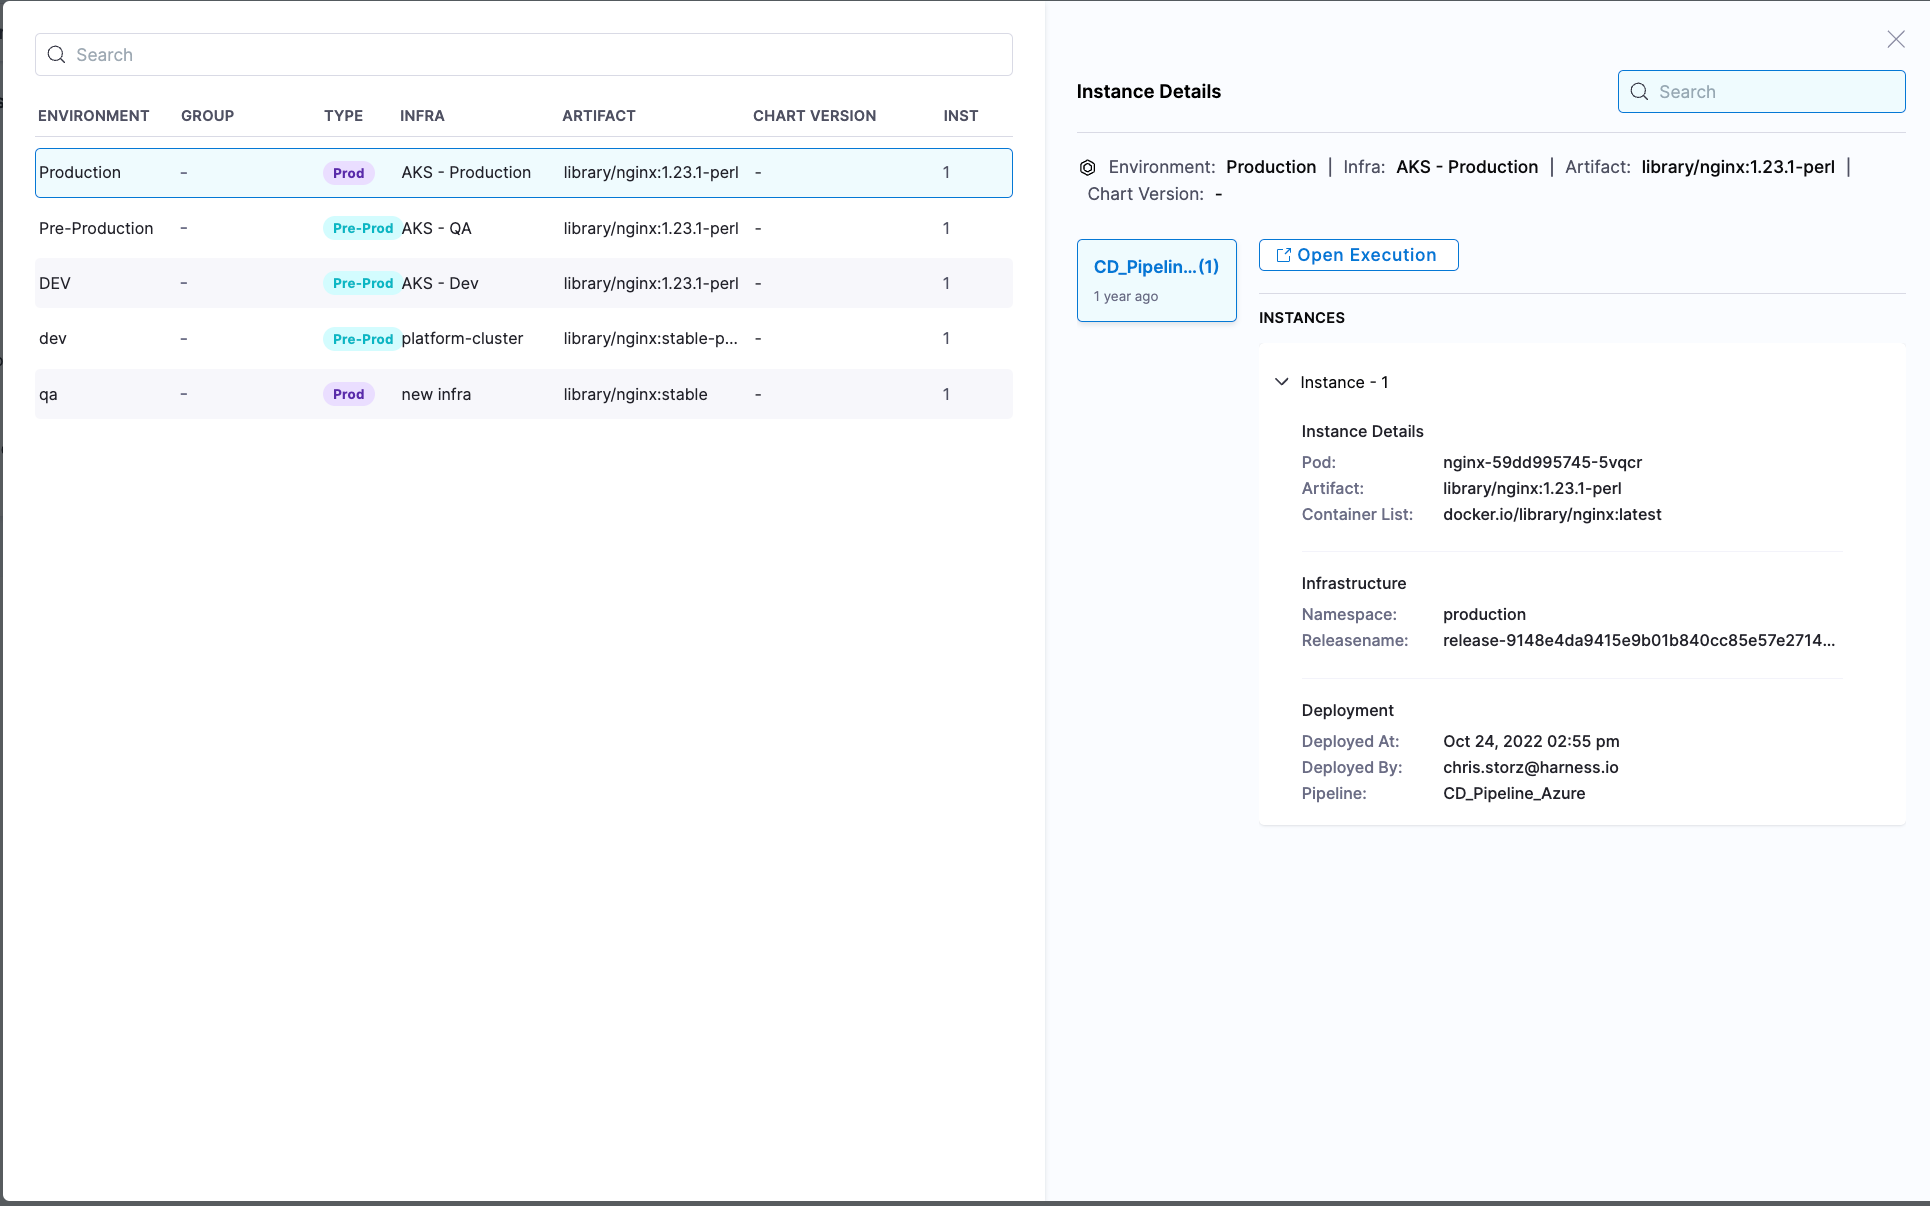 Search
ENVIRONMENT GROUP TYPE INFRA ARTIFACT CHART VERSION INST
Production - Prod AKS - Production library/nginx:1.23.1-perl - 1
Pre-Production - Pre-Prod AKS - QA library/nginx:1.23.1-perl - 1
DEV - Pre-Prod AKS - Dev library/nginx:1.23.1-perl - 1
dev - Pre-Prod platform-cluster library/nginx:stable-p... - 1
qa - Prod new infra library/nginx:stable - 1
Instance Details
Search
Environment: Production | Infra: AKS - Production | Artifact: library/nginx:1.23.1-perl |
Chart Version: -
CD_Pipelin...(1)
1 year ago
Open Execution
INSTANCES
Instance - 1
Instance Details
Pod: nginx-59dd995745-5vqcr
Artifact: library/nginx:1.23.1-perl
Container List: docker.io/library/nginx:latest
Infrastructure
Namespace: production
Releasename: release-9148e4da9415e9b01b840cc85e57e2714...
Deployment
Deployed At: Oct 24, 2022 02:55 pm
Deployed By: chris.storz@harness.io
Pipeline: CD_Pipeline_Azure